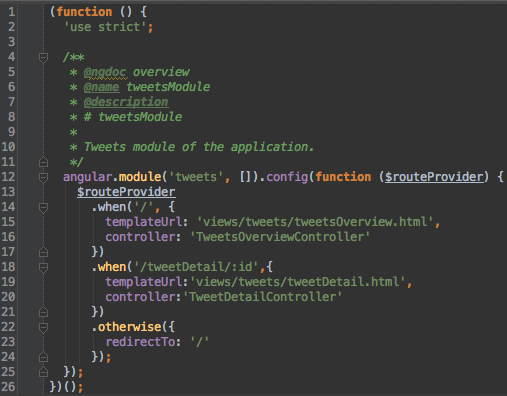 1 (function () {
2   'use strict';
3
4   /**
5    * @ngdoc overview
6    * @name tweetsModule
7    * @description
8    * # tweetsModule
9    *
10    * Tweets module of the application.
11    */
12   angular.module('tweets', []).config(function ($routeProvider) {
13     $routeProvider
14       .when('/', {
15         templateUrl: 'views/tweets/tweetsOverview.html',
16         controller: 'TweetsOverviewController'
17       })
18       .when('/tweetDetail/:id',{
19         templateUrl:'views/tweets/tweetDetail.html',
20         controller:'TweetDetailController'
21       })
22       .otherwise({
23         redirectTo: '/'
24       });
25   });
26 })();